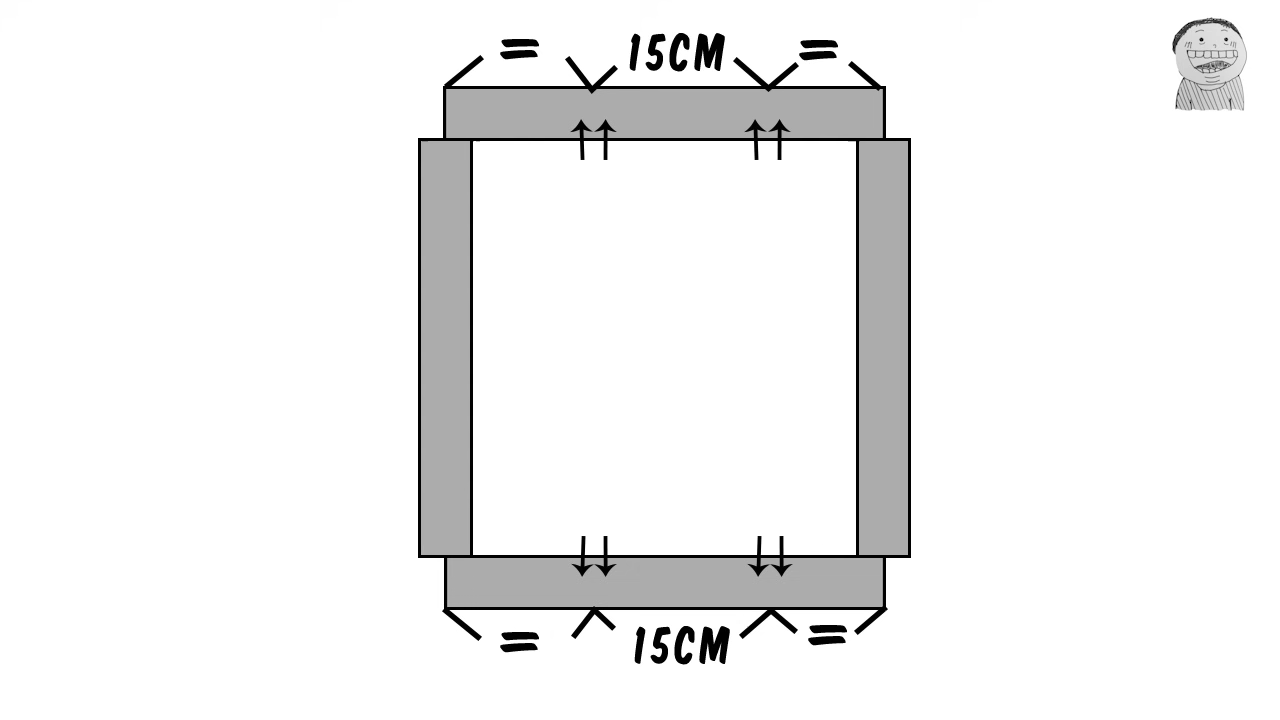 = 15CM =
= 15CM =